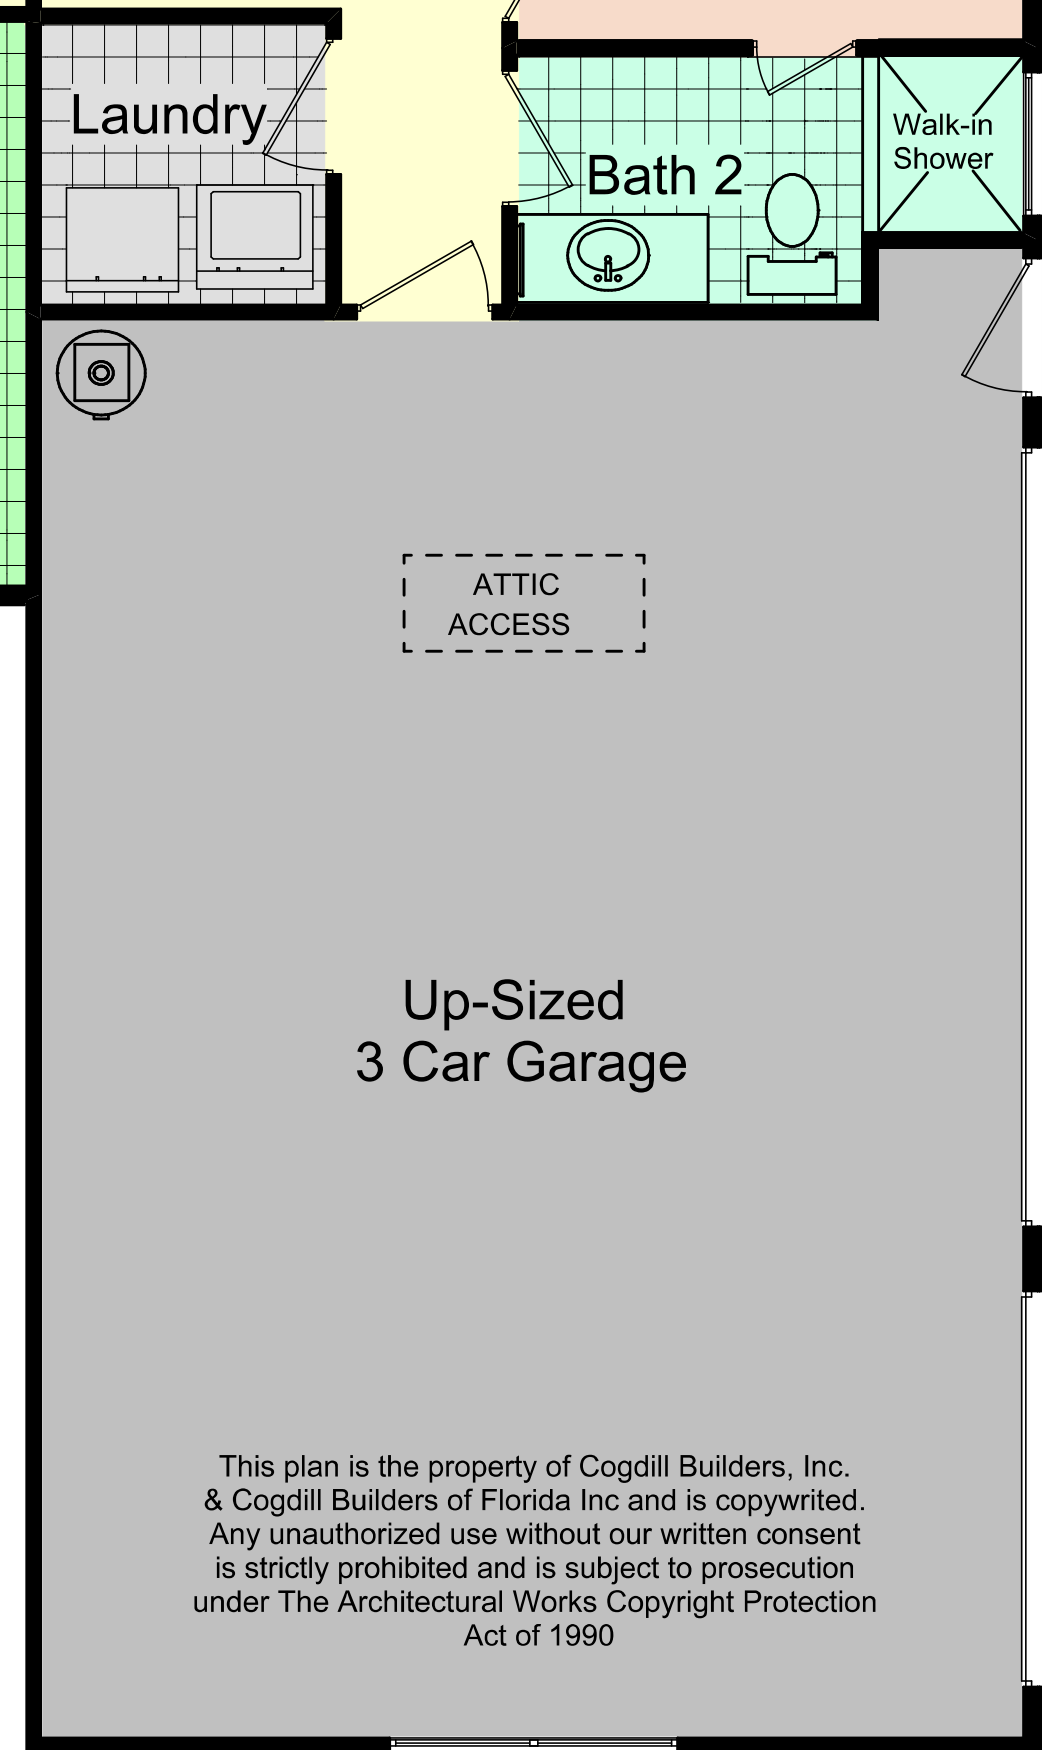 Laundry
Walk-in
Shower
Bath 2
ATTIC
ACCESS
Up-Sized
3 Car Garage
This plan is the property of Cogdill Builders, Inc.
& Cogdill Builders of Florida Inc and is copywrited.
Any unauthorized use without our written consent
is strictly prohibited and is subject to prosecution
under The Architectural Works Copyright Protection
Act of 1990